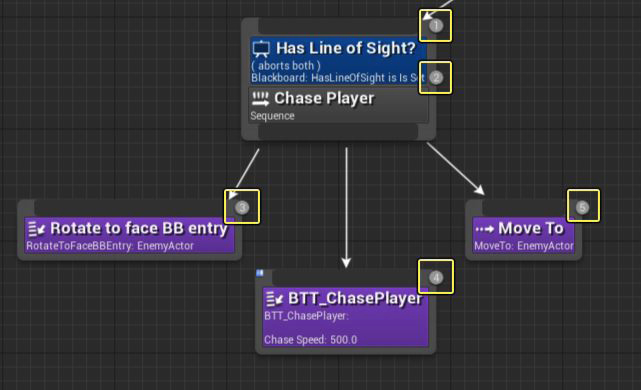 1
Has Line of Sight?
( aborts both )
Blackboard: HasLineOfSight is Is Set
2
Chase Player
Sequence
3
Rotate to face BB entry
RotateToFaceBBEntry: EnemyActor
5
Move To
MoveTo: EnemyActor
4
BTT_ChasePlayer
BTT_ChasePlayer:
Chase Speed: 500.0